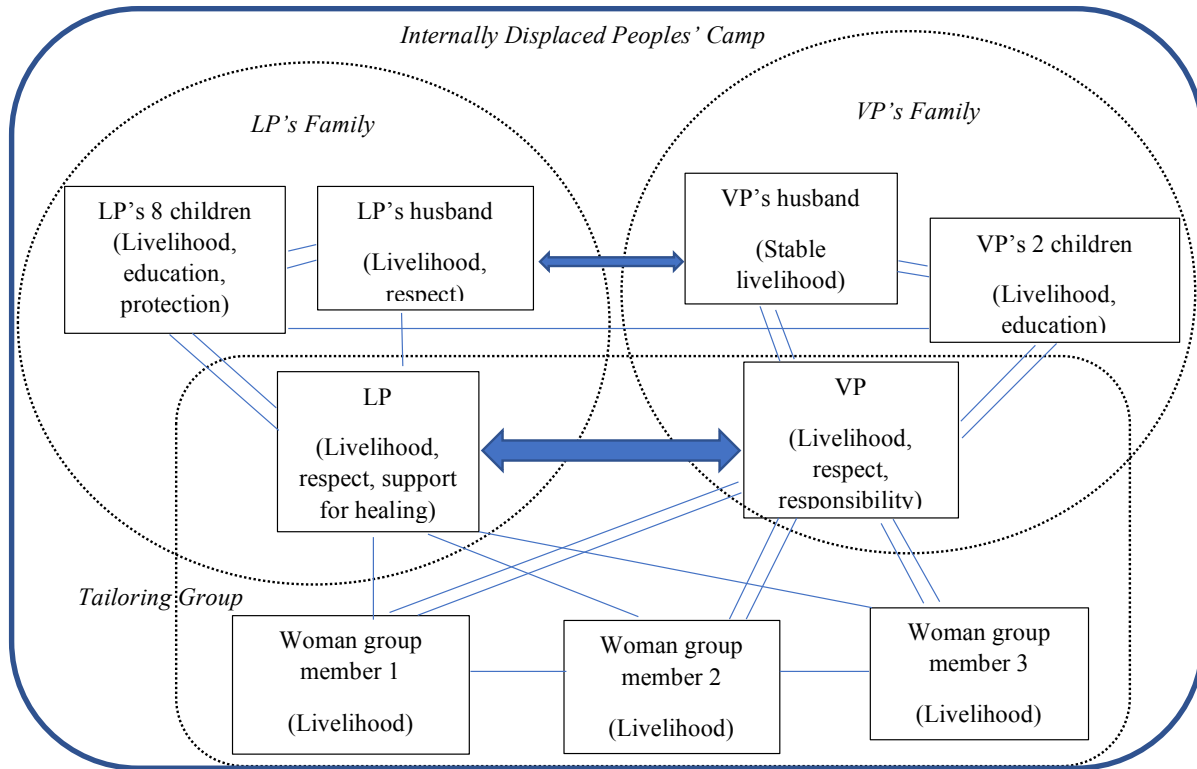 Internally Displaced Peoples’ Camp
LP’s Family
VP’s Family
LP’s 8 children
(Livelihood,
education,
protection)
LP’s husband
(Livelihood,
respect)
VP’s husband
(Stable
livelihood)
VP’s 2 children
(Livelihood,
education)
LP
(Livelihood,
respect, support
for healing)
VP
(Livelihood,
respect,
responsibility)
Tailoring Group
Woman group
member 1
(Livelihood)
Woman group
member 2
(Livelihood)
Woman group
member 3
(Livelihood)